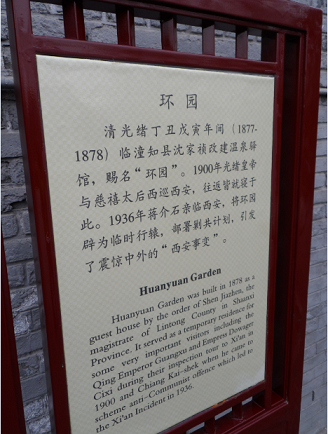 环园
清光绪丁丑戊寅年间（1877-
1878）临潼知县沈家祯改建温泉驿
馆，赐名“环园”。1900年光绪皇帝
与慈禧太后西巡西安，往返皆就寝于
此。1936年蒋介石亲临西安，将环园
辟为临时行辕，部署剿共计划，引发
了震惊中外的“西安事变”。
Huanyuan Garden
Huanyuan Garden was built in 1878 as a
guest house by the order of Shen Jiazhen, the
magistrate of Lintong County in Shaanxi
Province. It served as a temporary residence for
some very important visitors including the
Qing Emperor Guangxu and Empress Dowager
Cixi during their inspection tour to Xi'an in
1900 and Chiang Kai-shek when he came to
scheme anti-Communist offence which led to
the Xi'an Incident in 1936.